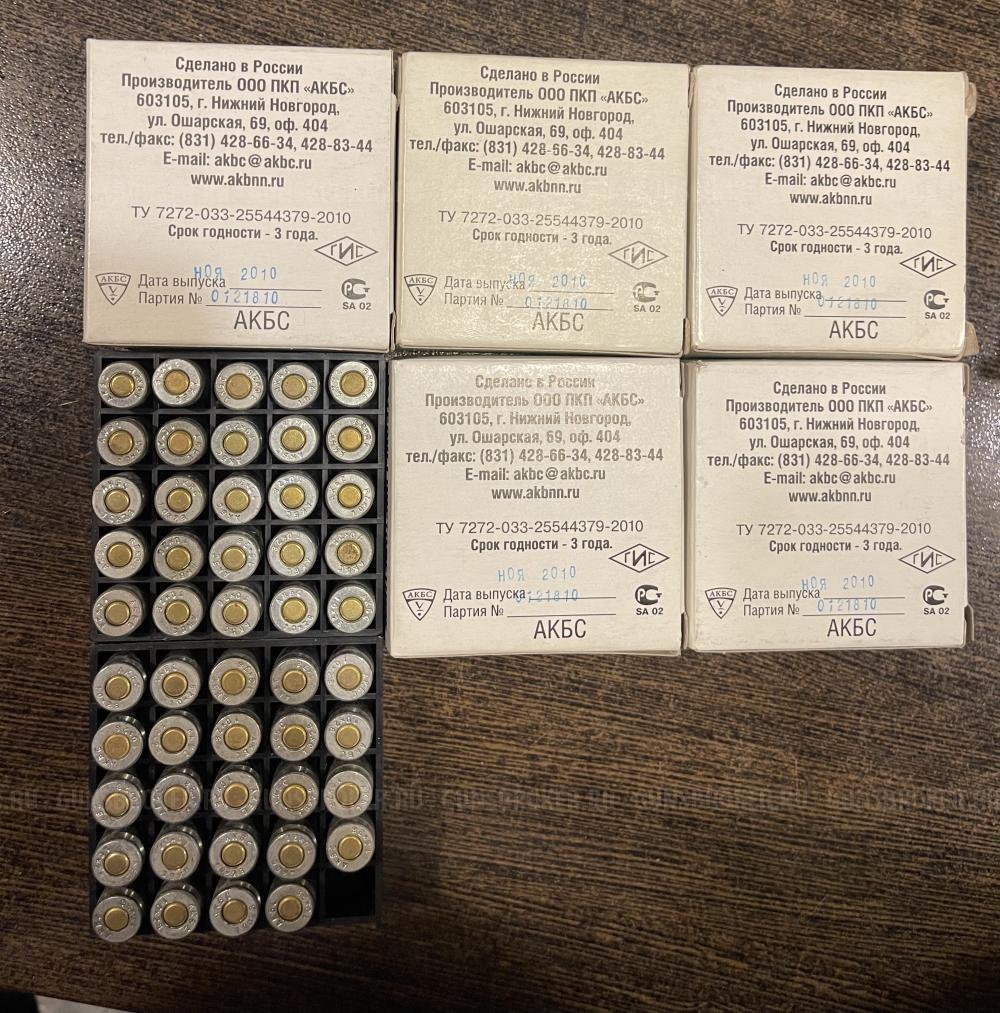 Сделано в России
Производитель ООО ПКП «АКБС»
603105, г. Нижний Новгород,
ул. Ошарская, 69, оф. 404
тел./факс: (831) 428-66-34, 428-83-44
E-mail: akbc@akbc.ru
www.akbnn.ru
ТУ 7272-033-25544379-2010
Срок годности - 3 года.
ГИС
АКБС
Дата выпуска НОЯ 2010
Партия № 0121810
РС
SA 02
АКБС
Сделано в России
Производитель ООО ПКП «АКБС»
603105, г. Нижний Новгород,
ул. Ошарская, 69, оф. 404
тел./факс: (831) 428-66-34, 428-83-44
E-mail: akbc@akbc.ru
www.akbnn.ru
ТУ 7272-033-25544379-2010
Срок годности - 3 года.
ГИС
АКБС
Дата выпуска НОЯ 2010
Партия № 0121810
РС
SA 02
АКБС
Сделано в России
Производитель ООО ПКП «АКБС»
603105, г. Нижний Новгород,
ул. Ошарская, 69, оф. 404
тел./факс: (831) 428-66-34, 428-83-44
E-mail: akbc@akbc.ru
www.akbnn.ru
ТУ 7272-033-25544379-2010
Срок годности - 3 года.
ГИС
АКБС
Дата выпуска НОЯ 2010
Партия № 0121810
РС
SA 02
АКБС
Сделано в России
Производитель ООО ПКП «АКБС»
603105, г. Нижний Новгород,
ул. Ошарская, 69, оф. 404
тел./факс: (831) 428-66-34, 428-83-44
E-mail: akbc@akbc.ru
www.akbnn.ru
ТУ 7272-033-25544379-2010
Срок годности - 3 года.
ГИС
АКБС
Дата выпуска НОЯ 2010
Партия № 0121810
РС
SA 02
АКБС
Сделано в России
Производитель ООО ПКП «АКБС»
603105, г. Нижний Новгород,
ул. Ошарская, 69, оф. 404
тел./факс: (831) 428-66-34, 428-83-44
E-mail: akbc@akbc.ru
www.akbnn.ru
ТУ 7272-033-25544379-2010
Срок годности - 3 года.
ГИС
АКБС
Дата выпуска НОЯ 2010
Партия № 0121810
РС
SA 02
АКБС